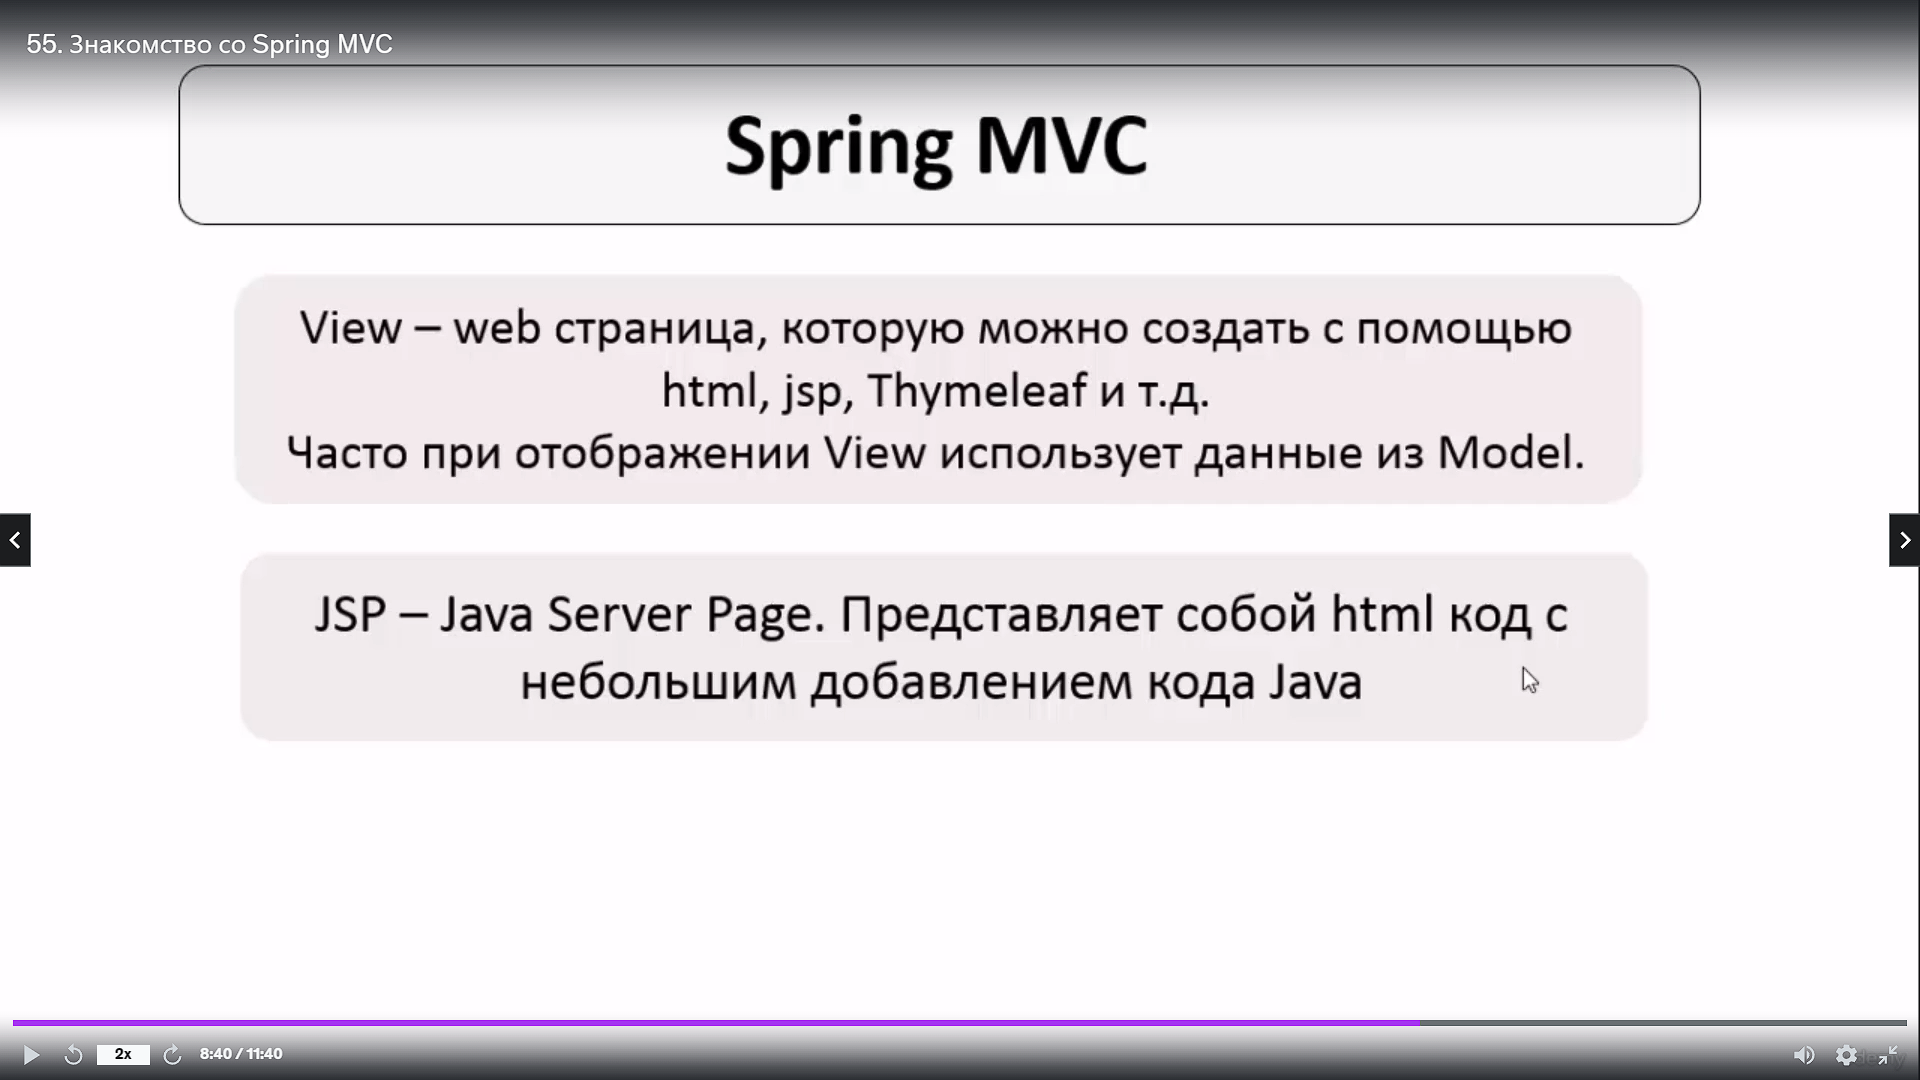 55. Знакомство со Spring MVC
Spring MVC
View – web страница, которую можно создать с помощью
html, jsp, Thymeleaf и т.д.
Часто при отображении View использует данные из Model.
JSP – Java Server Page. Представляет собой html код с
небольшим добавлением кода Java
2x
8:40 / 11:40